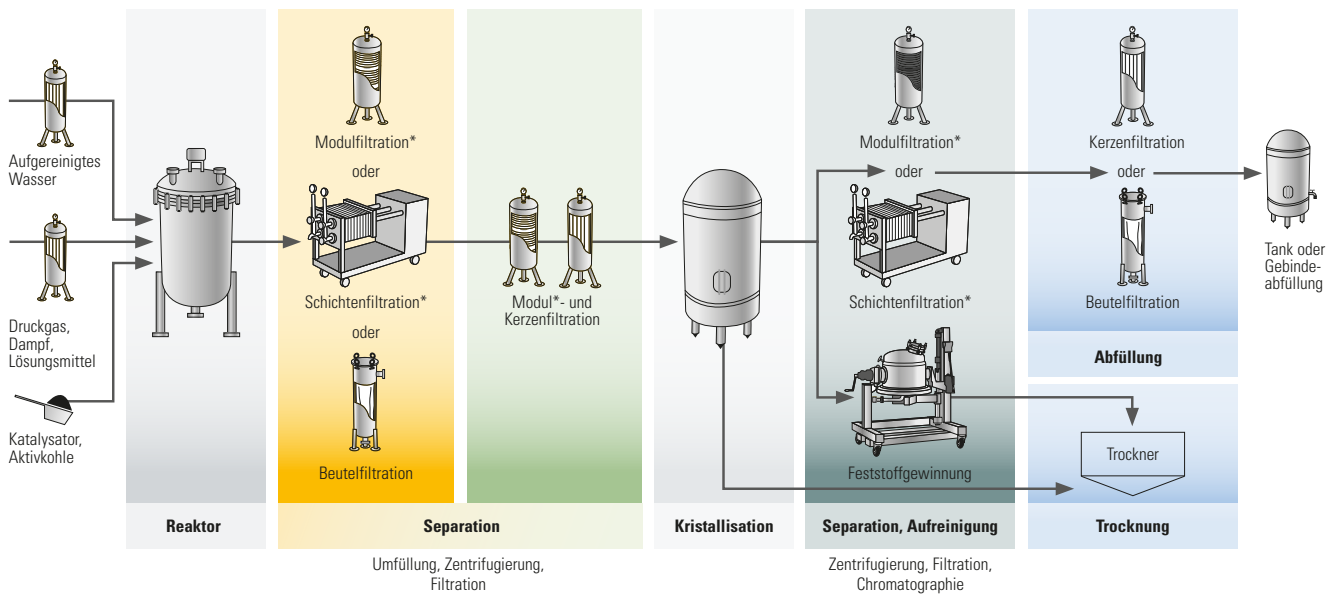 Aufgereinigtes
Wasser
Druckgas,
Dampf,
Lösungsmittel
Katalysator,
Aktivkohle
Reaktor
Modulfiltration*
oder
Schichtenfiltration*
oder
Beutelfiltration
Modul*- und
Kerzenfiltration
Separation
Umfüllung, Zentrifugierung,
Filtration
Kristallisation
Modulfiltration*
oder
Schichtenfiltration*
Feststoffgewinnung
Separation, Aufreinigung
Zentrifugierung, Filtration,
Chromatographie
Kerzenfiltration
oder
Beutelfiltration
Abfüllung
Trockner
Trocknung
Tank oder
Gebinde-
abfüllung